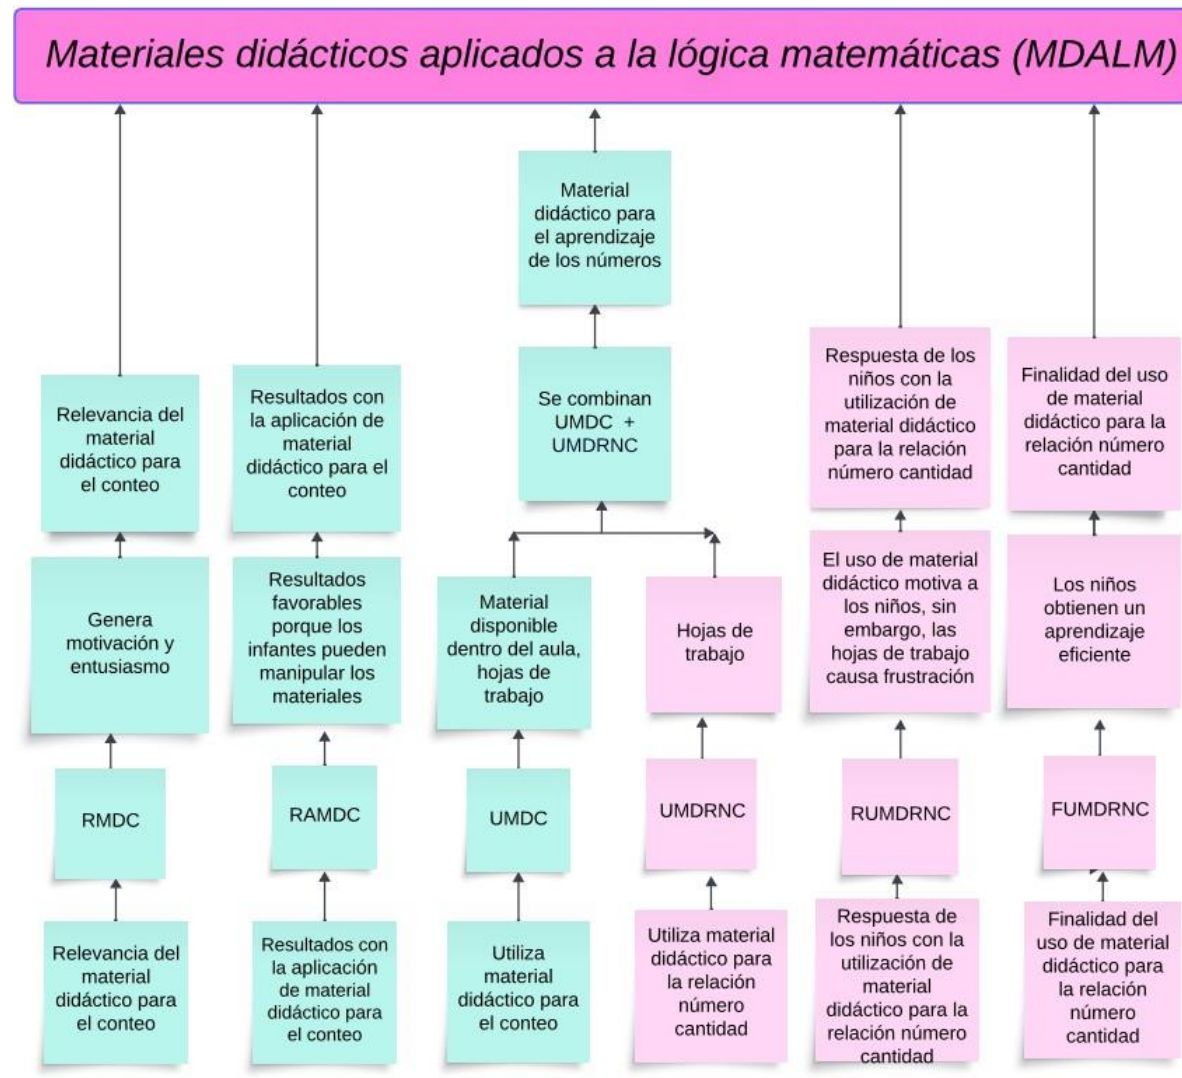 Materiales didácticos aplicados a la lógica matemáticas (MDALM)
Material
didáctico para
el aprendizaje
de los números
Relevancia del
material
didáctico para
el conteo
Resultados con
la aplicación de
material
didáctico para el
conteo
Se combinan
UMDC +
UMDRNC
Respuesta de los
niños con la
utilización de
material didáctico
para la relación
número cantidad
Finalidad del uso
de material
didáctico para la
relación número
cantidad
Genera
motivación y
entusiasmo
Resultados
favorables
porque los
infantes pueden
manipular los
materiales
Material
disponible
dentro del aula,
hojas de
trabajo
Hojas de
trabajo
El uso de material
didáctico motiva a
los niños, sin
embargo, las
hojas de trabajo
causa frustración
Los niños
obtienen un
aprendizaje
eficiente
RMDC
RAMDC
UMDC
UMDRNC
RUMDRNC
FUMDRNC
Relevancia del
material
didáctico para
el conteo
Resultados con
la aplicación
de material
didáctico para
el conteo
Utiliza
material
didáctico para
el conteo
Utiliza material
didáctico para
la relación
número
cantidad
Respuesta de
los niños con la
utilización de
material
didáctico para la
relación número
cantidad
Finalidad del
uso de material
didáctico para
la relación
número
cantidad